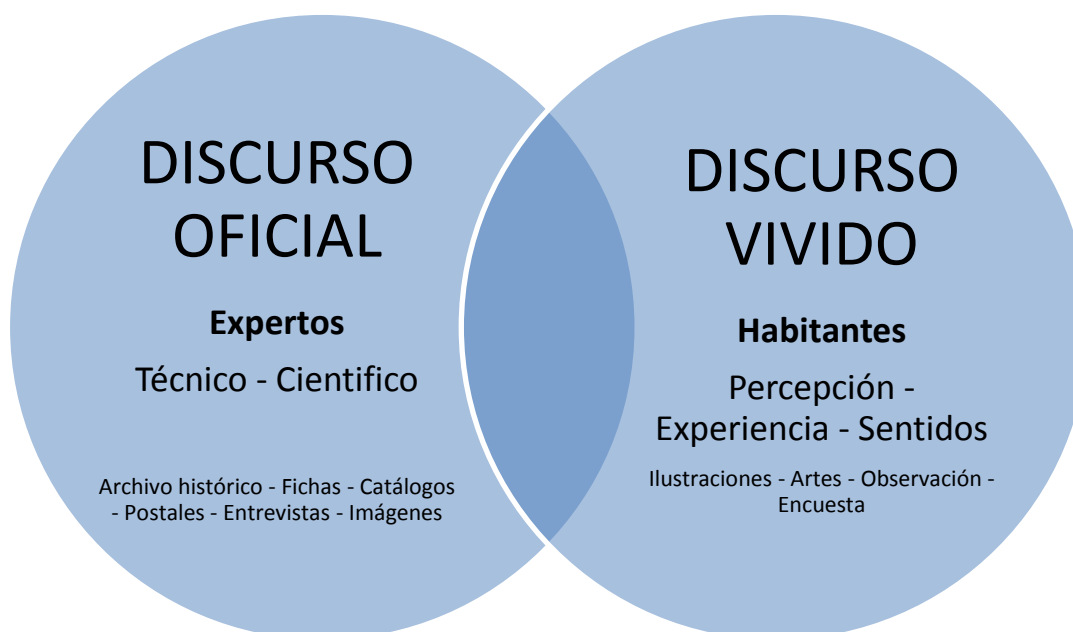 DISCURSO
OFICIAL
Expertos
Técnico - Cientifico
Archivo histórico - Fichas - Catálogos
- Postales - Entrevistas - Imágenes
DISCURSO
VIVIDO
Habitantes
Percepción -
Experiencia - Sentidos
Ilustraciones - Artes - Observación -
Encuesta